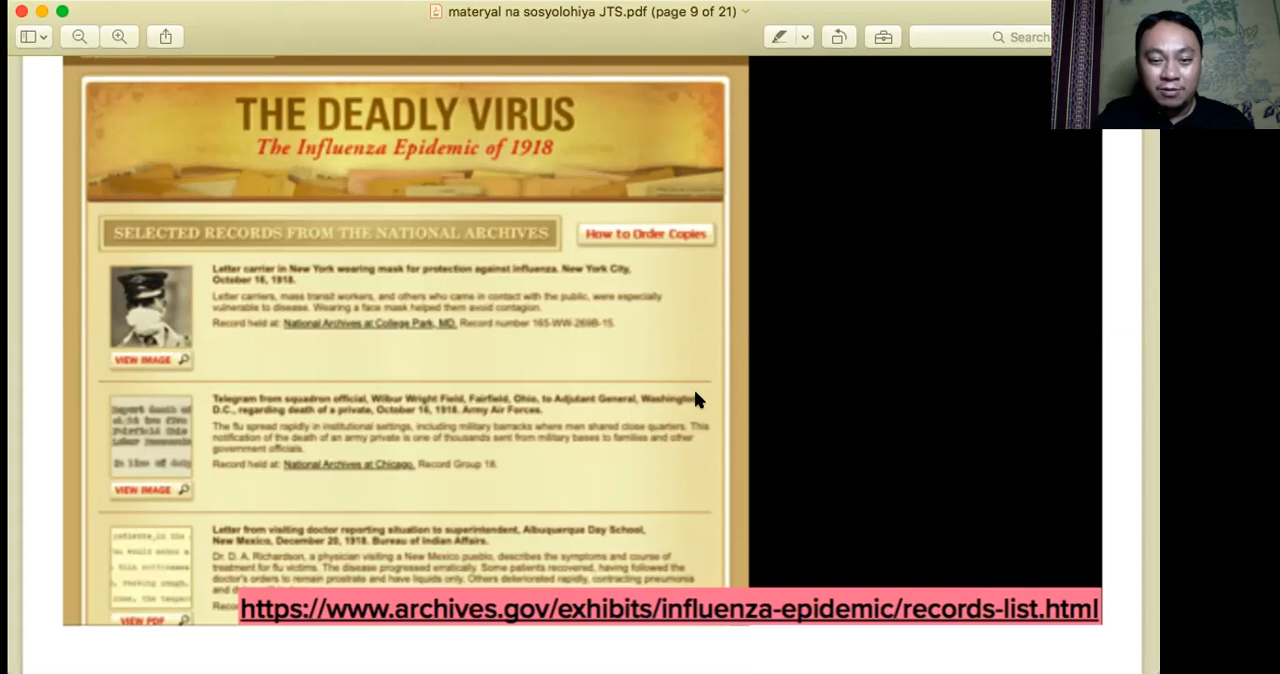 materyal na sosyolohiya JTS.pdf (page 9 of 21)
Search
THE DEADLY VIRUS
The Influenza Epidemic of 1918
SELECTED RECORDS FROM THE NATIONAL ARCHIVES
How to Order Copies
Letter carrier in New York wearing mask for protection against influenza. New York City,
October 16, 1918.
Letter carriers, mass transit workers, and others who came in contact with the public, were especially
vulnerable to disease. Wearing a face mask helped them avoid contagion.
Record held at: National Archives at College Park, MD. Record number 165-WW-269B-15.
VIEW IMAGE
Telegram from squadron official, Wilbur Wright Field, Fairfield, Ohio, to Adjutant General, Washington
D.C., regarding death of a private, October 16, 1918. Army Air Forces.
The flu spread rapidly in institutional settings, including military barracks where men shared close quarters. This
notification of the death of an army private is one of thousands sent from military bases to families and other
government officials.
Record held at: National Archives at Chicago. Record Group 18.
VIEW IMAGE
Letter from visiting doctor reporting situation to superintendent, Albuquerque Day School,
New Mexico, December 20, 1918. Bureau of Indian Affairs.
Dr. D. A. Richardson, a physician visiting a New Mexico pueblo, describes the symptoms and course of
treatment for flu victims. The disease progressed erratically. Some patients recovered, having followed the
doctor's orders to remain prostrate and have liquids only. Others deteriorated rapidly, contracting pneumonia
and
VIEW PDF
https://www.archives.gov/exhibits/influenza-epidemic/records-list.html